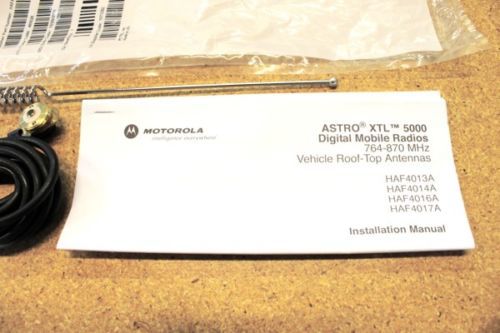 MOTOROLA
intelligence everywhere
ASTRO® XTL™ 5000
Digital Mobile Radios
764-870 MHz
Vehicle Roof-Top Antennas
HAF4013A
HAF4014A
HAF4016A
HAF4017A
Installation Manual